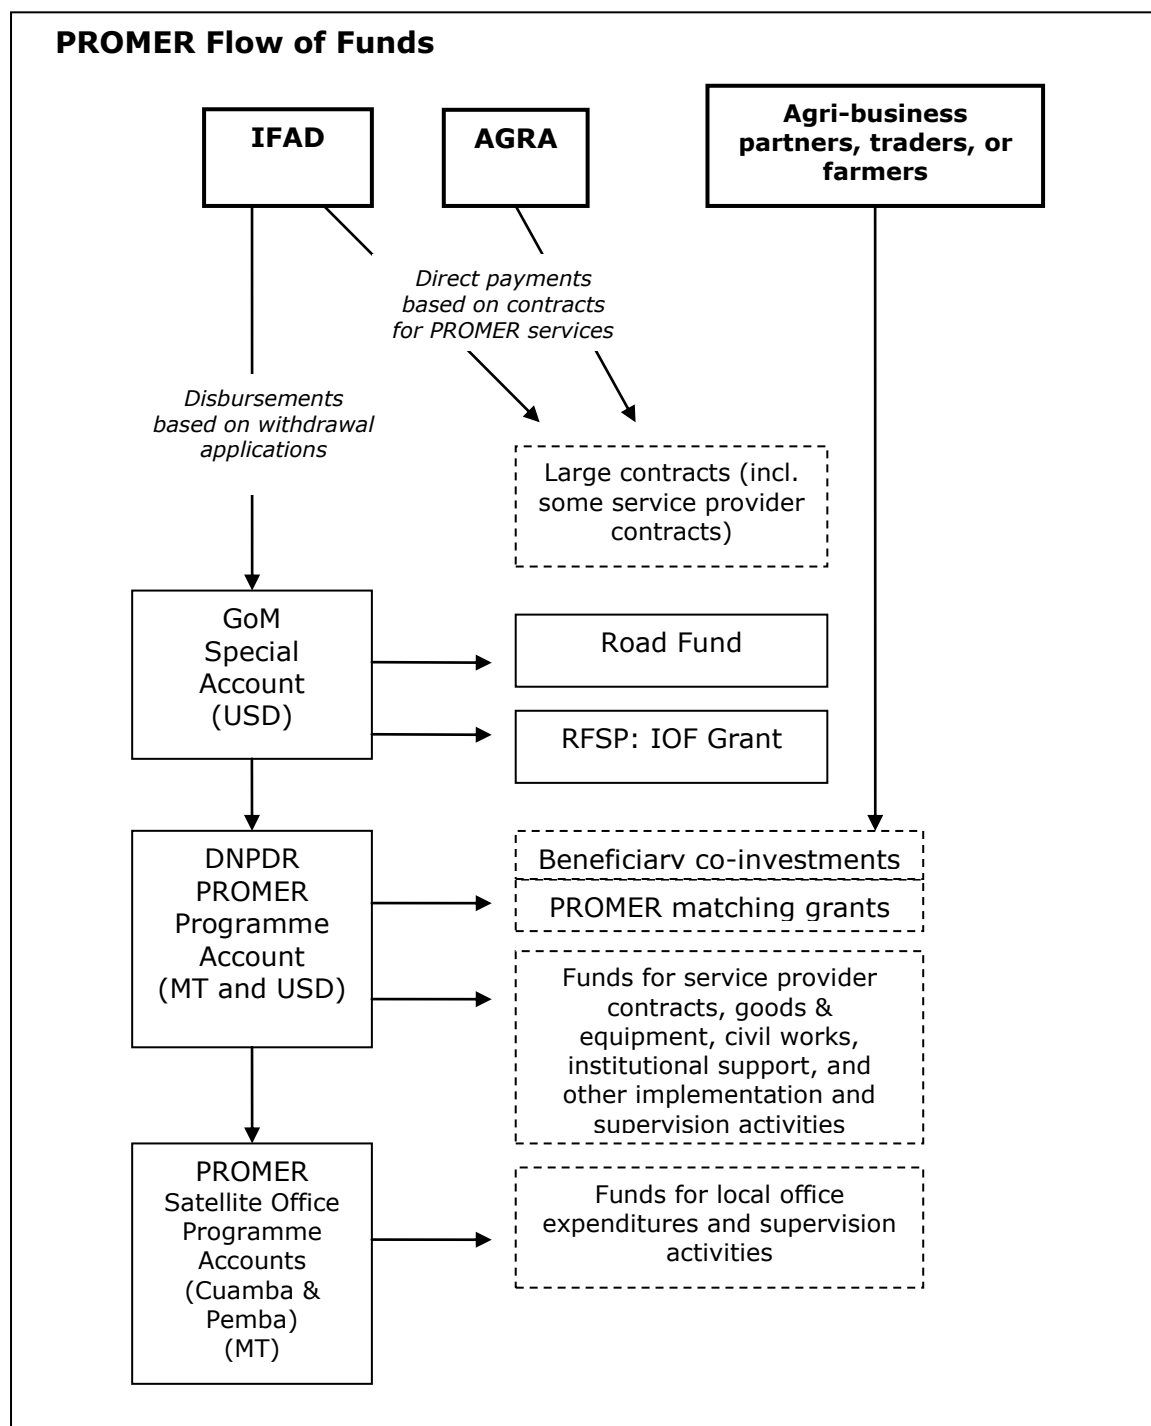 PROMER Flow of Funds
IFAD
AGRA
Agri-business
partners, traders, or
farmers
Direct payments
based on contracts
for PROMER services
Disbursements
based on withdrawal
applications
Large contracts (incl.
some service provider
contracts)
GoM
Special
Account
(USD)
Road Fund
RFSP: IOF Grant
DNPDR
PROMER
Programme
Account
(MT and USD)
Beneficiary co-investments
PROMER matching grants
Funds for service provider
contracts, goods &
equipment, civil works,
institutional support, and
other implementation and
supervision activities
PROMER
Satellite Office
Programme
Accounts
(Cuamba &
Pemba)
(MT)
Funds for local office
expenditures and supervision
activities